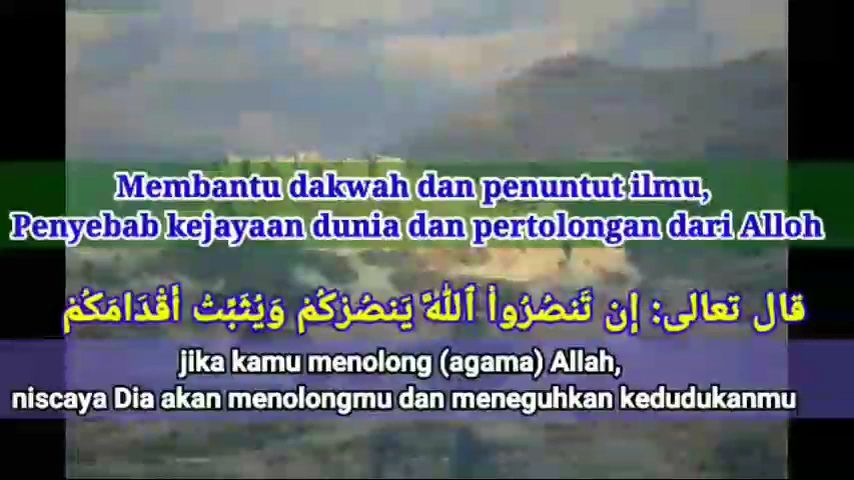 Membantu dakwah dan penuntut ilmu,
Penyebab kejayaan dunia dan pertolongan dari Alloh
قال تعالى: إن تَنصُرُوا۟ ٱللَّهَ يَنصُرْكُمْ وَيُثَبِّتْ أَقْدَامَكُمْ
jika kamu menolong (agama) Allah,
niscaya Dia akan menolongmu dan meneguhkan kedudukanmu